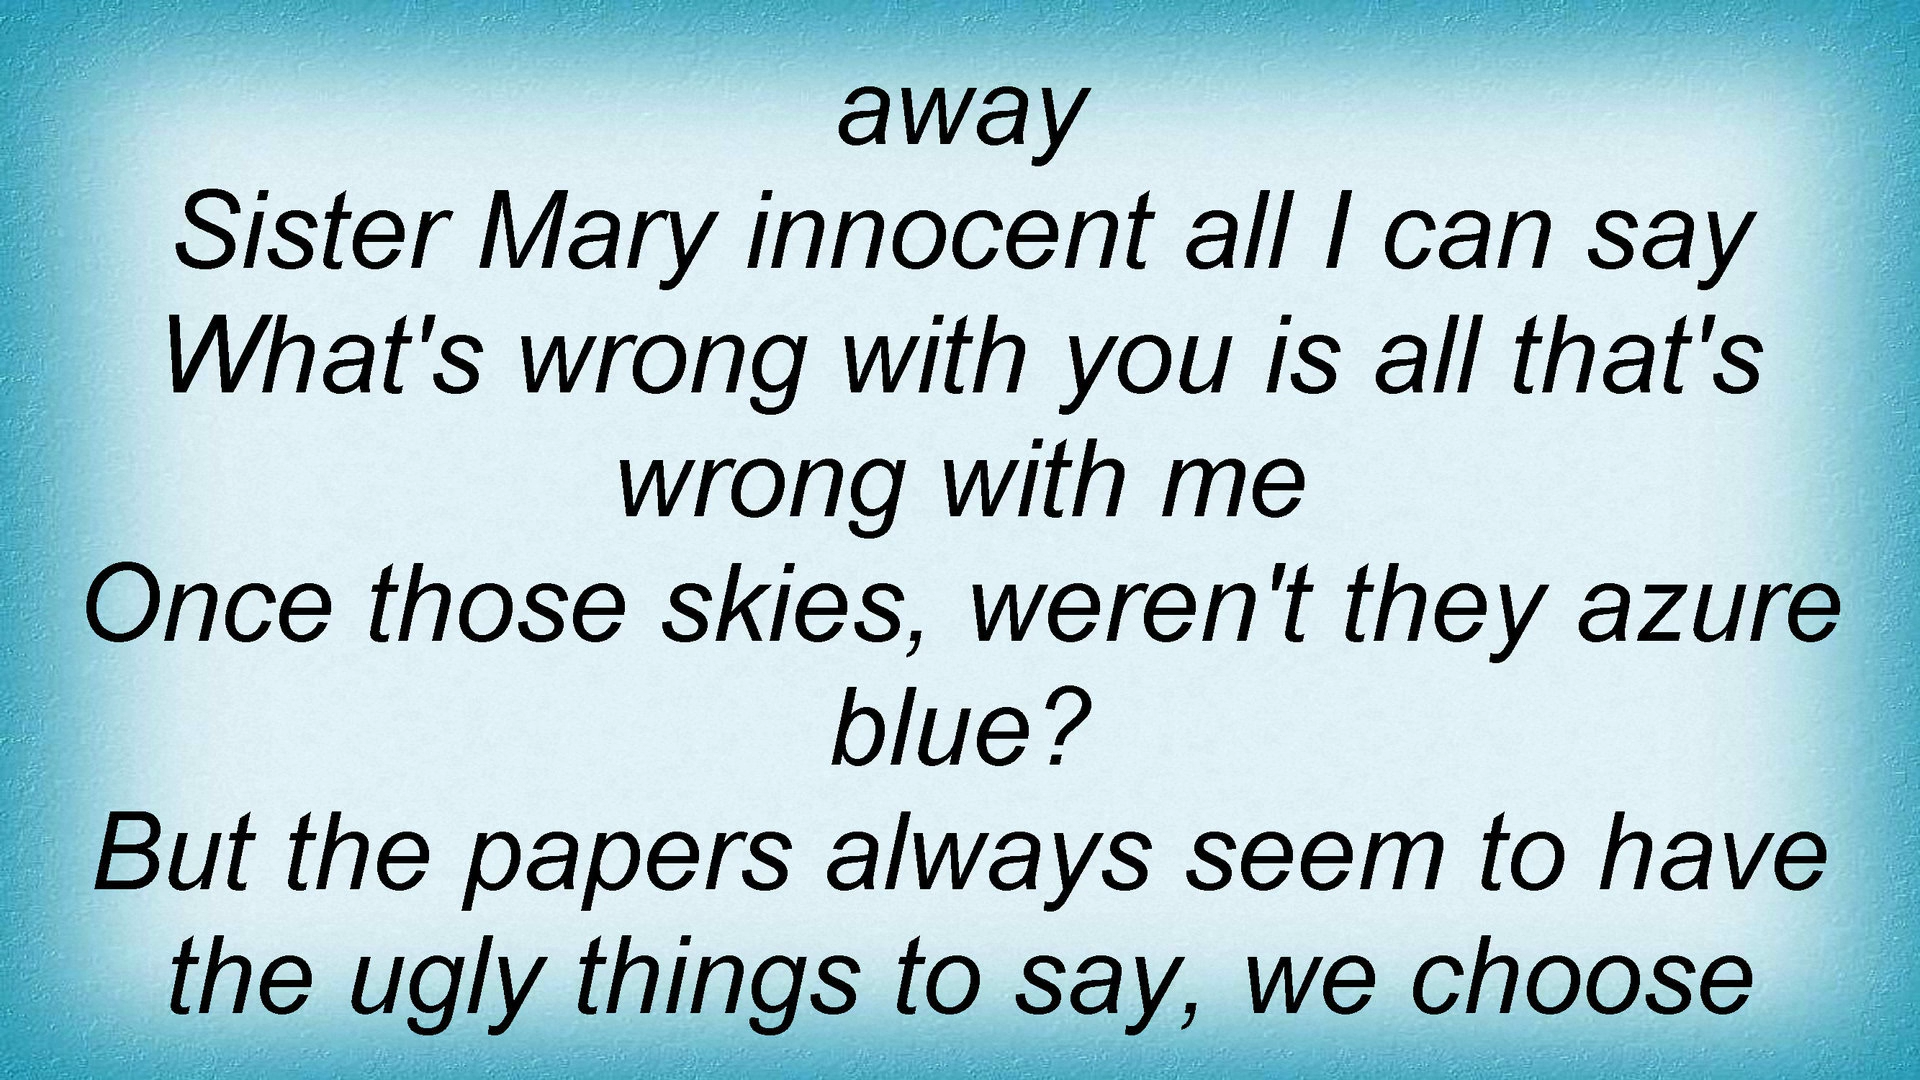 away
Sister Mary innocent all I can say
What's wrong with you is all that's
wrong with me
Once those skies, weren't they azure
blue?
But the papers always seem to have
the ugly things to say, we choose